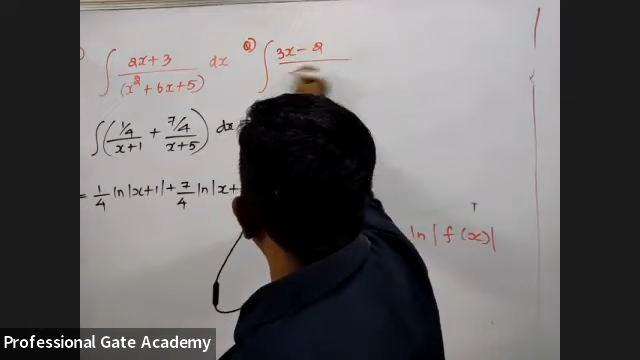 ) ∫ (2x + 3)/(x² + 6x + 5) dx Q) ∫ (3x - 2)/
∫ ( (1/4)/(x+1) + (7/4)/(x+5) ) dx
= 1/4 ln|x+1| + 7/4 ln|x+
ln|f(x)|
Professional Gate Academy